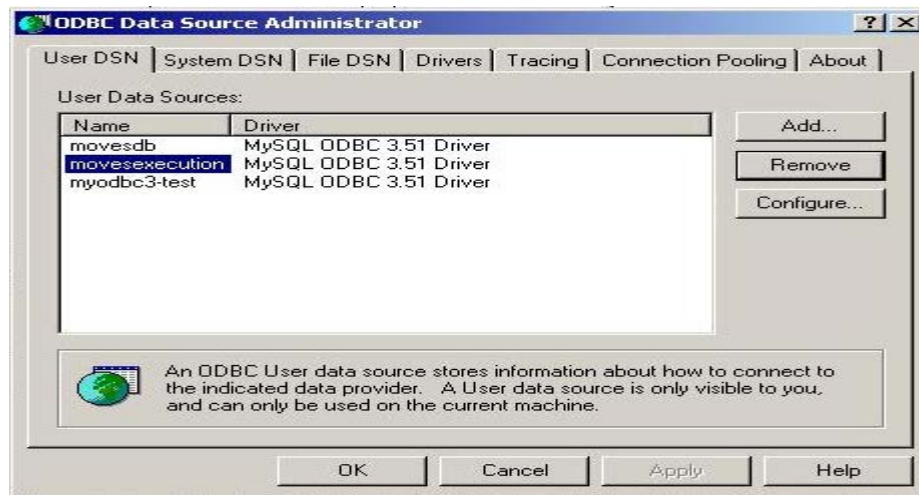 ODBC Data Source Administrator
User DSN System DSN File DSN Drivers Tracing Connection Pooling About
User Data Sources:
Name Driver
movesdb MySQL ODBC 3.51 Driver
movesexecution MySQL ODBC 3.51 Driver
myodbc3-test MySQL ODBC 3.51 Driver
Add...
Remove
Configure...
An ODBC User data source stores information about how to connect to
the indicated data provider. A User data source is only visible to you,
and can only be used on the current machine.
OK Cancel Apply Help